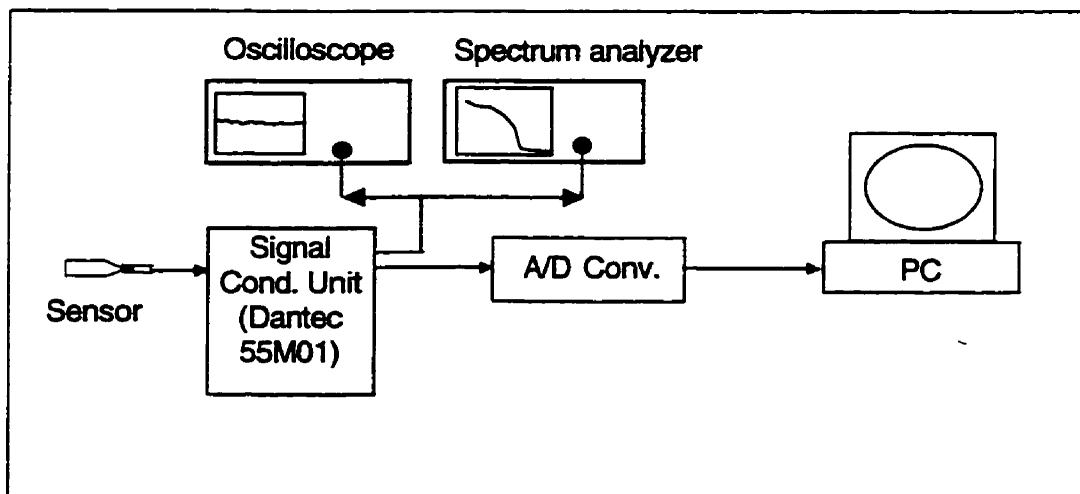 Oscilloscope
Spectrum analyzer
Sensor
Signal
Cond. Unit
(Dantec
55M01)
A/D Conv.
PC